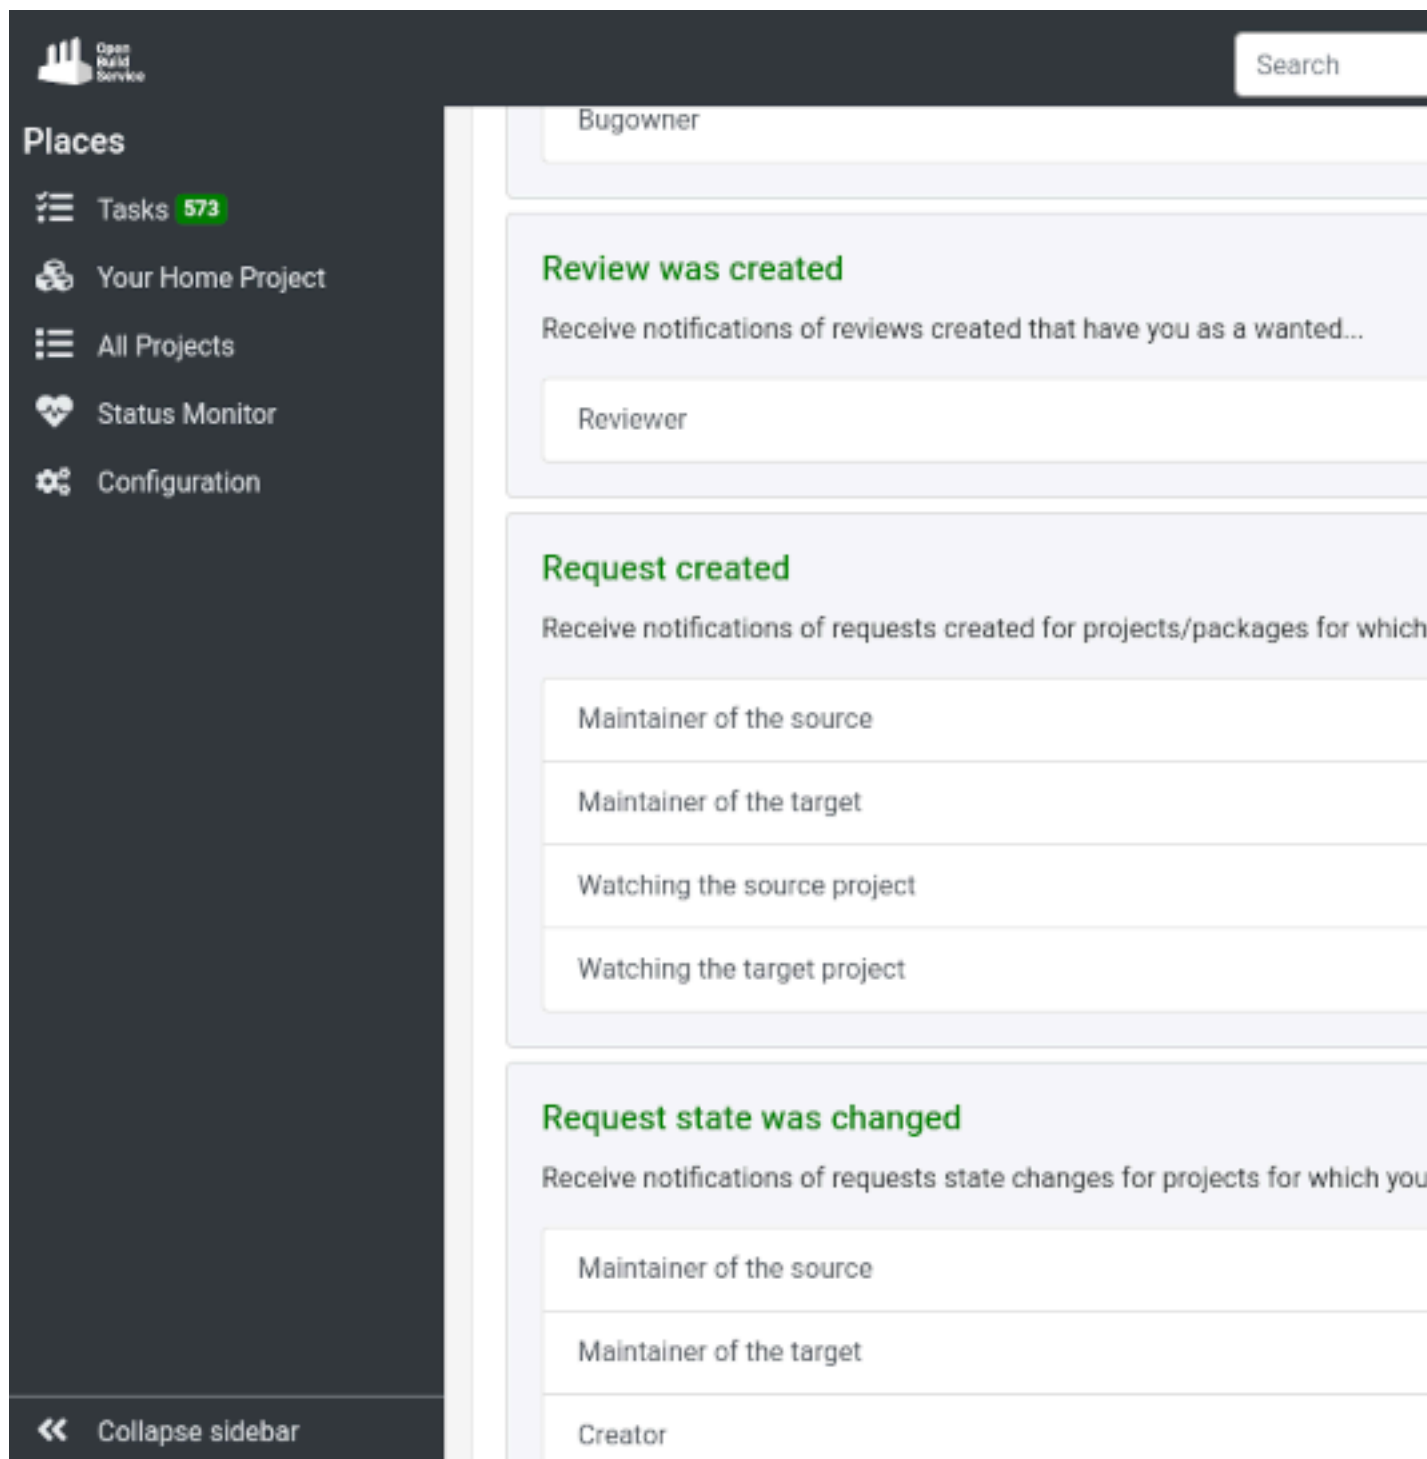 Open
Build
Service
Search
Places
Tasks 573
Your Home Project
All Projects
Status Monitor
Configuration
Collapse sidebar
Bugowner
Review was created
Receive notifications of reviews created that have you as a wanted...
Reviewer
Request created
Receive notifications of requests created for projects/packages for which
Maintainer of the source
Maintainer of the target
Watching the source project
Watching the target project
Request state was changed
Receive notifications of requests state changes for projects for which you
Maintainer of the source
Maintainer of the target
Creator